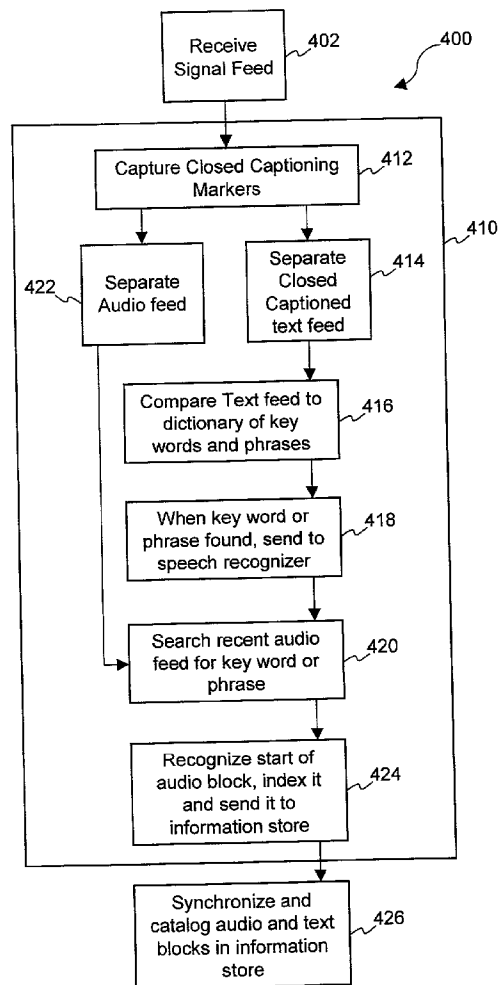 Receive
Signal Feed
402
400
Capture Closed Captioning
Markers
412
410
Separate
Audio feed
422
Separate
Closed
Captioned
text feed
414
Compare Text feed to
dictionary of key
words and phrases
416
When key word or
phrase found, send to
speech recognizer
418
Search recent audio
feed for key word or
phrase
420
Recognize start of
audio block, index it
and send it to
information store
424
Synchronize and
catalog audio and text
blocks in information
store
426